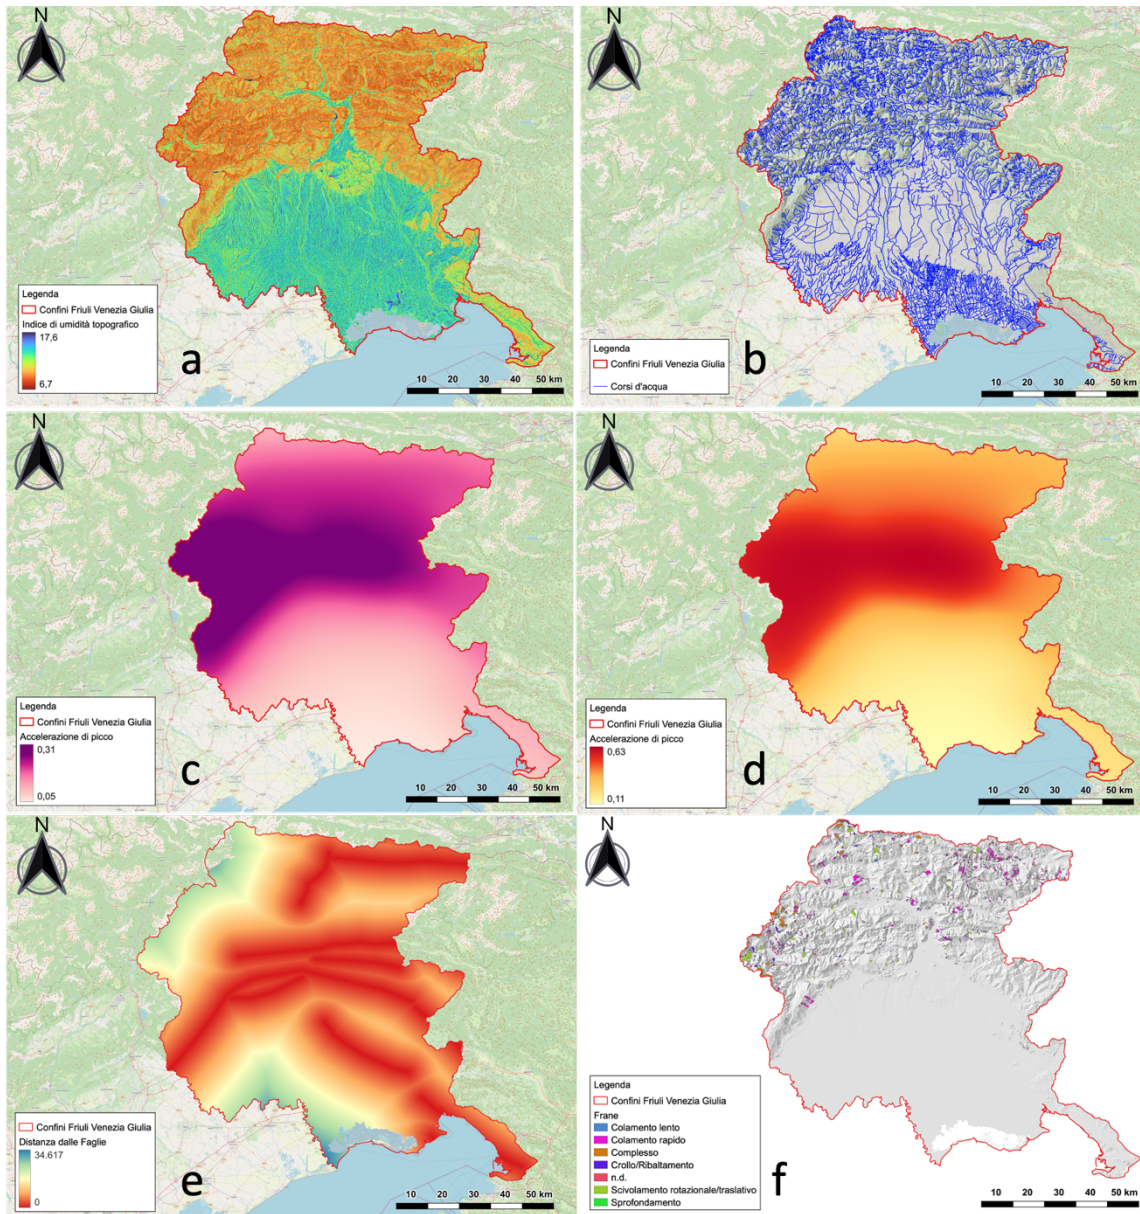 N
Legenda
Confini Friuli Venezia Giulia
Indice di umidità topografico
17,6
6,7
a
10 20 30 40 50 km
N
Legenda
Confini Friuli Venezia Giulia
Corsi d'acqua
b
10 20 30 40 50 km
N
Legenda
Confini Friuli Venezia Giulia
Accelerazione di picco
0,31
0,05
c
10 20 30 40 50 km
N
Legenda
Confini Friuli Venezia Giulia
Accelerazione di picco
0,63
0,11
d
10 20 30 40 50 km
N
Confini Friuli Venezia Giulia
Distanza dalle Faglie
34.617
0
e
10 20 30 40 50 km
N
Legenda
Confini Friuli Venezia Giulia
Frane
Colamento lento
Colamento rapido
Complesso
Crollo/Ribaltamento
n.d.
Scivolamento rotazionale/traslativo
Sprofondamento
f
10 20 30 40 50 km